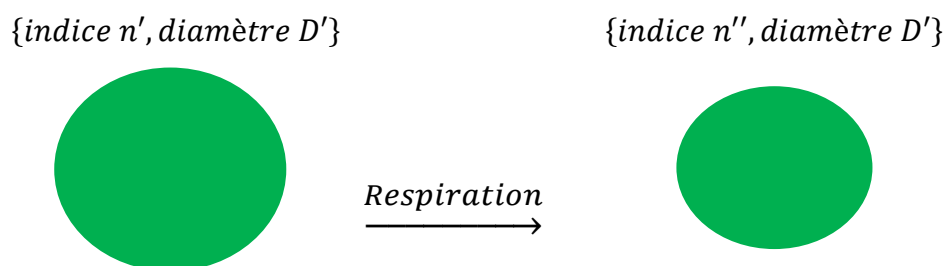 {indice n′, diamètre D′}
{indice n′′, diamètre D′}
Respiration